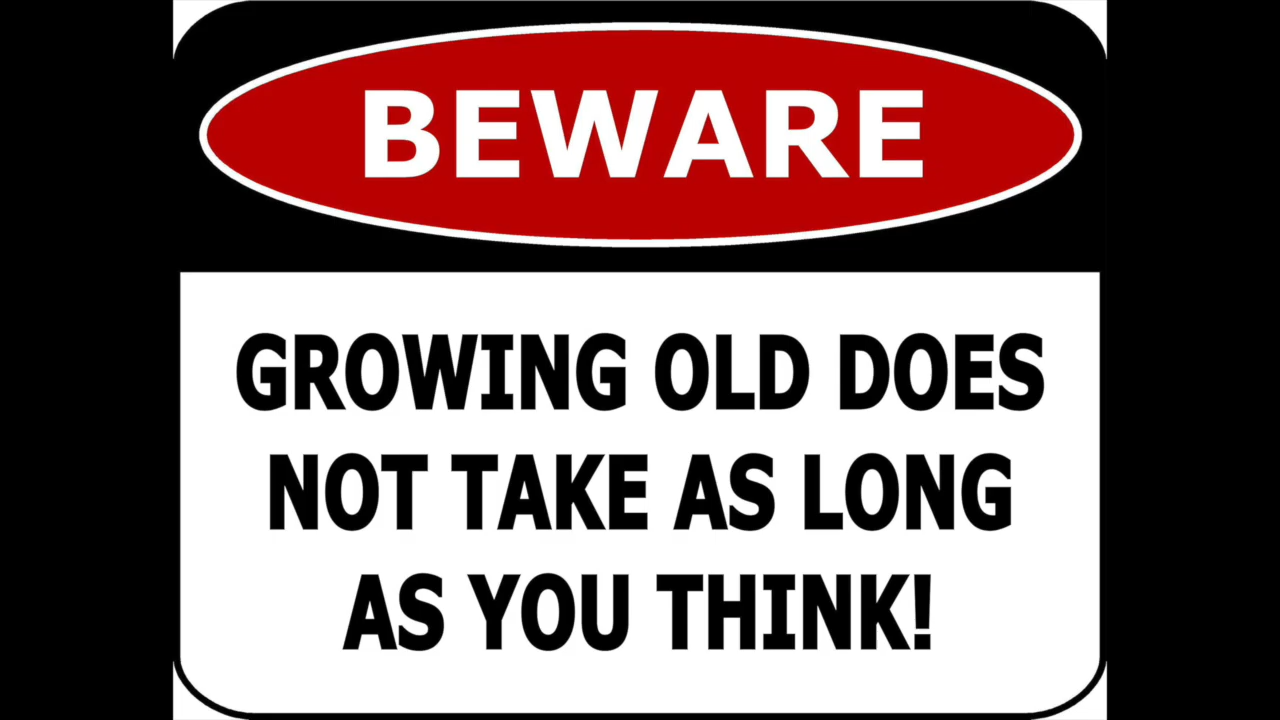 BEWARE
GROWING OLD DOES
NOT TAKE AS LONG
AS YOU THINK!